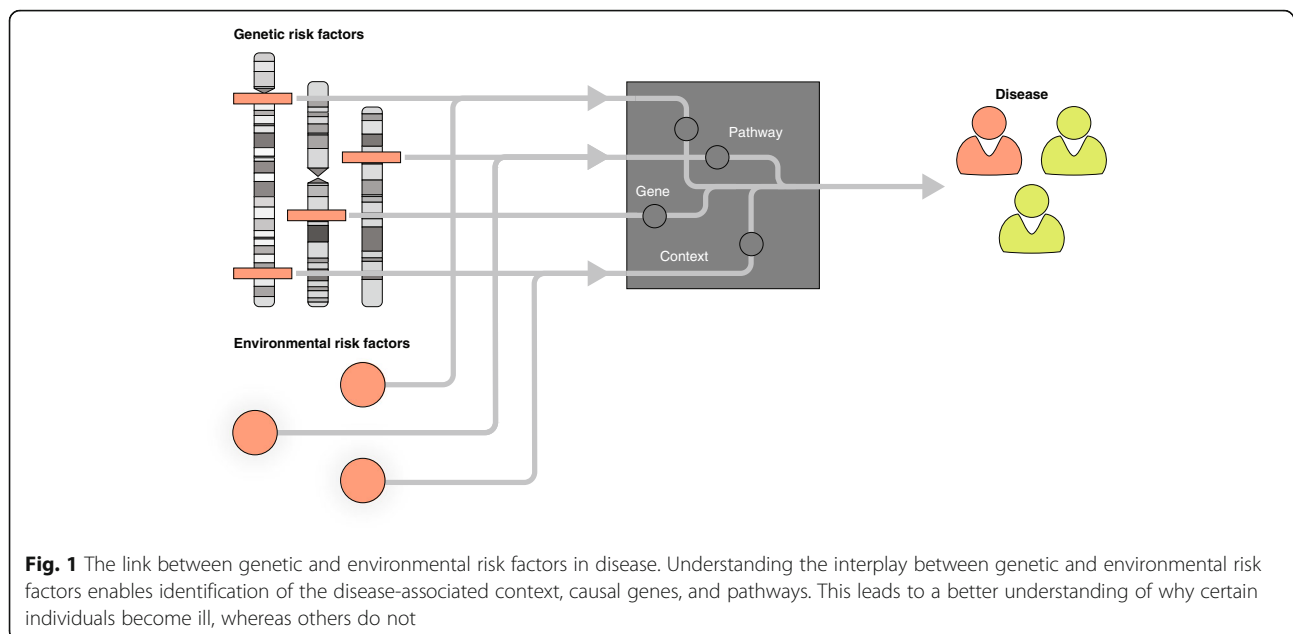 Genetic risk factors
Disease
Pathway
Gene
Context
Environmental risk factors
Fig. 1 The link between genetic and environmental risk factors in disease. Understanding the interplay between genetic and environmental risk
factors enables identification of the disease-associated context, causal genes, and pathways. This leads to a better understanding of why certain
individuals become ill, whereas others do not